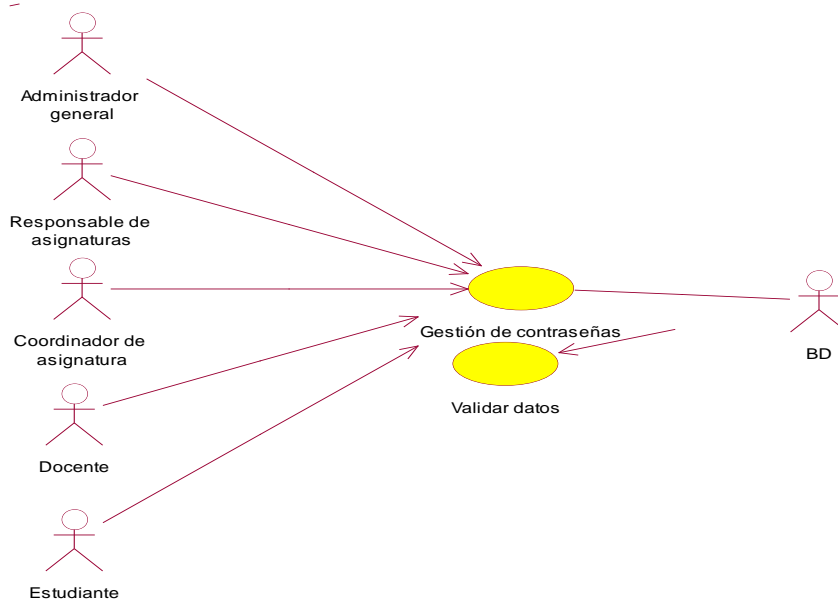 Administrador
general
Responsable de
asignaturas
Coordinador de
asignatura
Gestión de contraseñas
BD
Validar datos
Docente
Estudiante